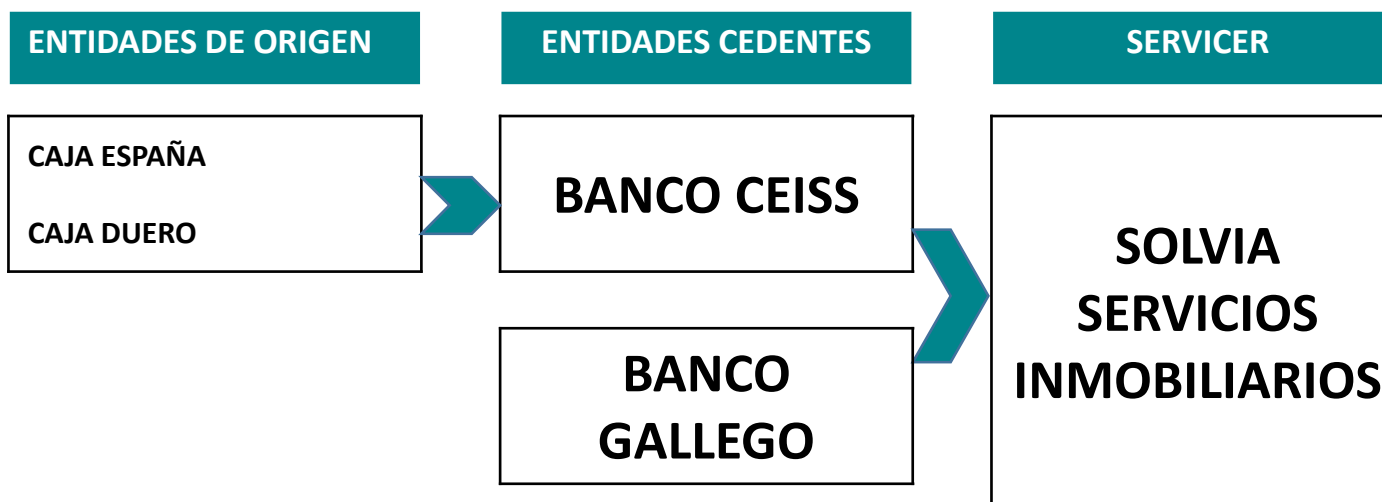 ENTIDADES DE ORIGEN
ENTIDADES CEDENTES
SERVICER
CAJA ESPAÑA
CAJA DUERO
BANCO CEISS
BANCO
GALLEGO
SOLVIA
SERVICIOS
INMOBILIARIOS